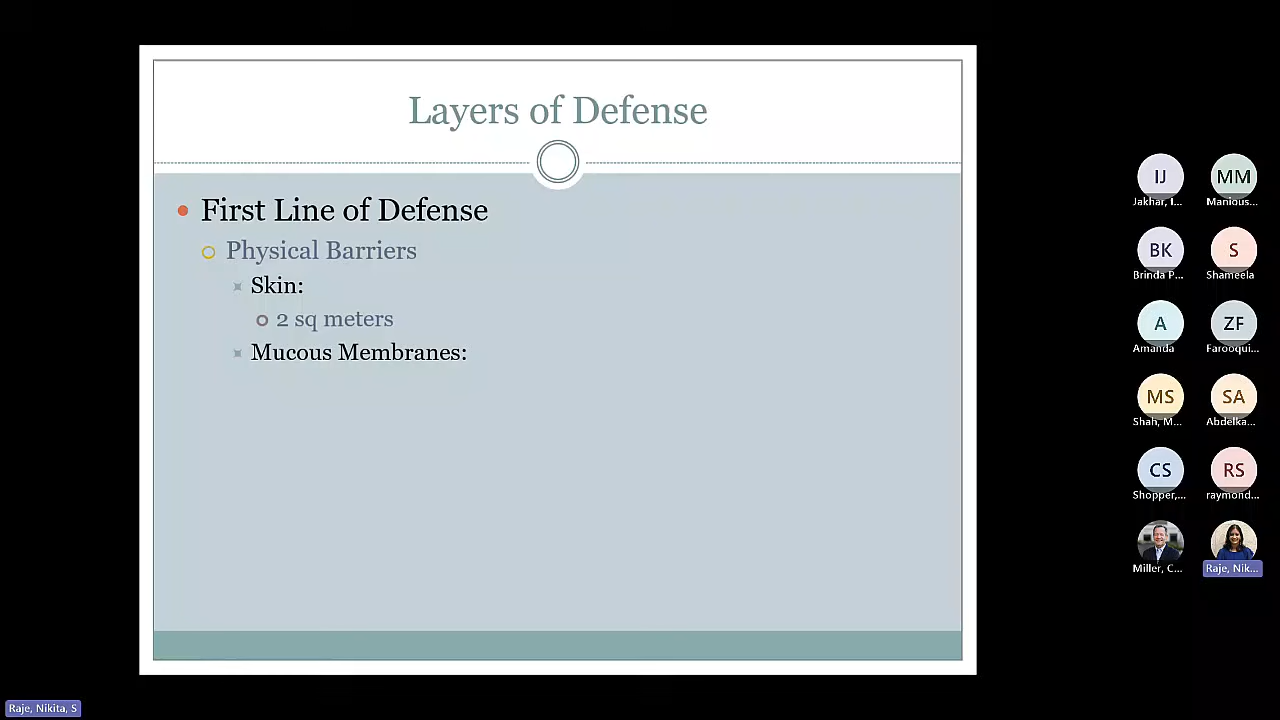 Layers of Defense
First Line of Defense
Physical Barriers
Skin:
2 sq meters
Mucous Membranes:
IJ
MM
Jakhar, I...
Manious...
BK
S
Brinda P...
Shameela
A
ZF
Amanda
Farooqui...
MS
SA
Shah, M...
Abdelka...
CS
RS
Shopper,...
raymond...
Miller, C...
Raje, Nik...
Raje, Nikita, S